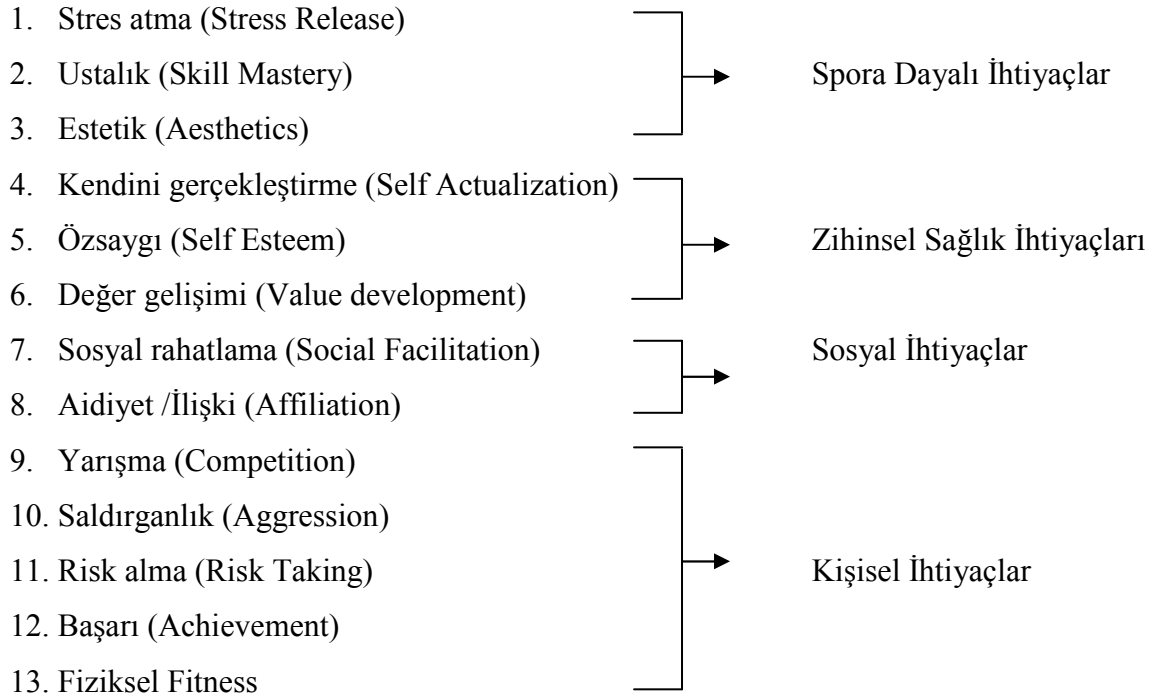 1. Stres atma (Stress Release)
2. Ustalık (Skill Mastery) Spora Dayalı İhtiyaçlar
3. Estetik (Aesthetics)
4. Kendini gerçekleştirme (Self Actualization)
5. Özsaygı (Self Esteem) Zihinsel Sağlık İhtiyaçları
6. Değer gelişimi (Value development)
7. Sosyal rahatlama (Social Facilitation) Sosyal İhtiyaçlar
8. Aidiyet /İlişki (Affiliation)
9. Yarışma (Competition)
10. Saldırganlık (Aggression)
11. Risk alma (Risk Taking) Kişisel İhtiyaçlar
12. Başarı (Achievement)
13. Fiziksel Fitness